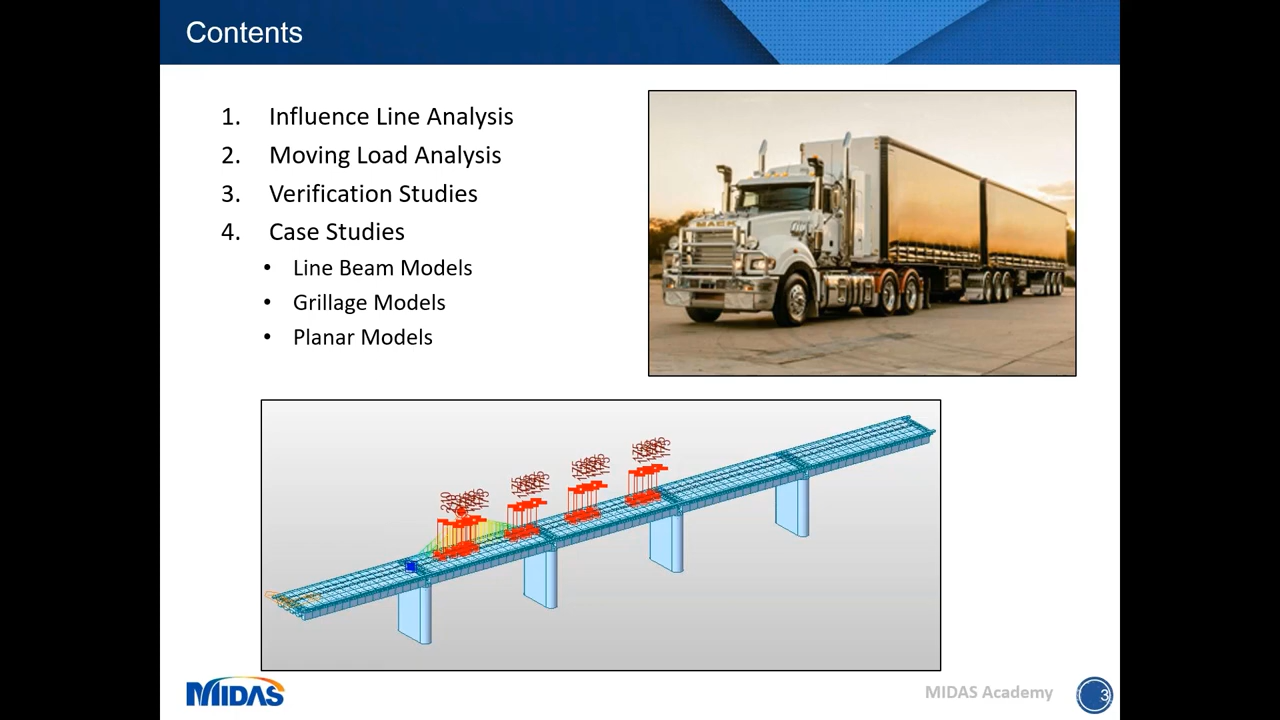 Contents
1. Influence Line Analysis
2. Moving Load Analysis
3. Verification Studies
4. Case Studies
• Line Beam Models
• Grillage Models
• Planar Models
MACK
MIDAS
MIDAS Academy
3